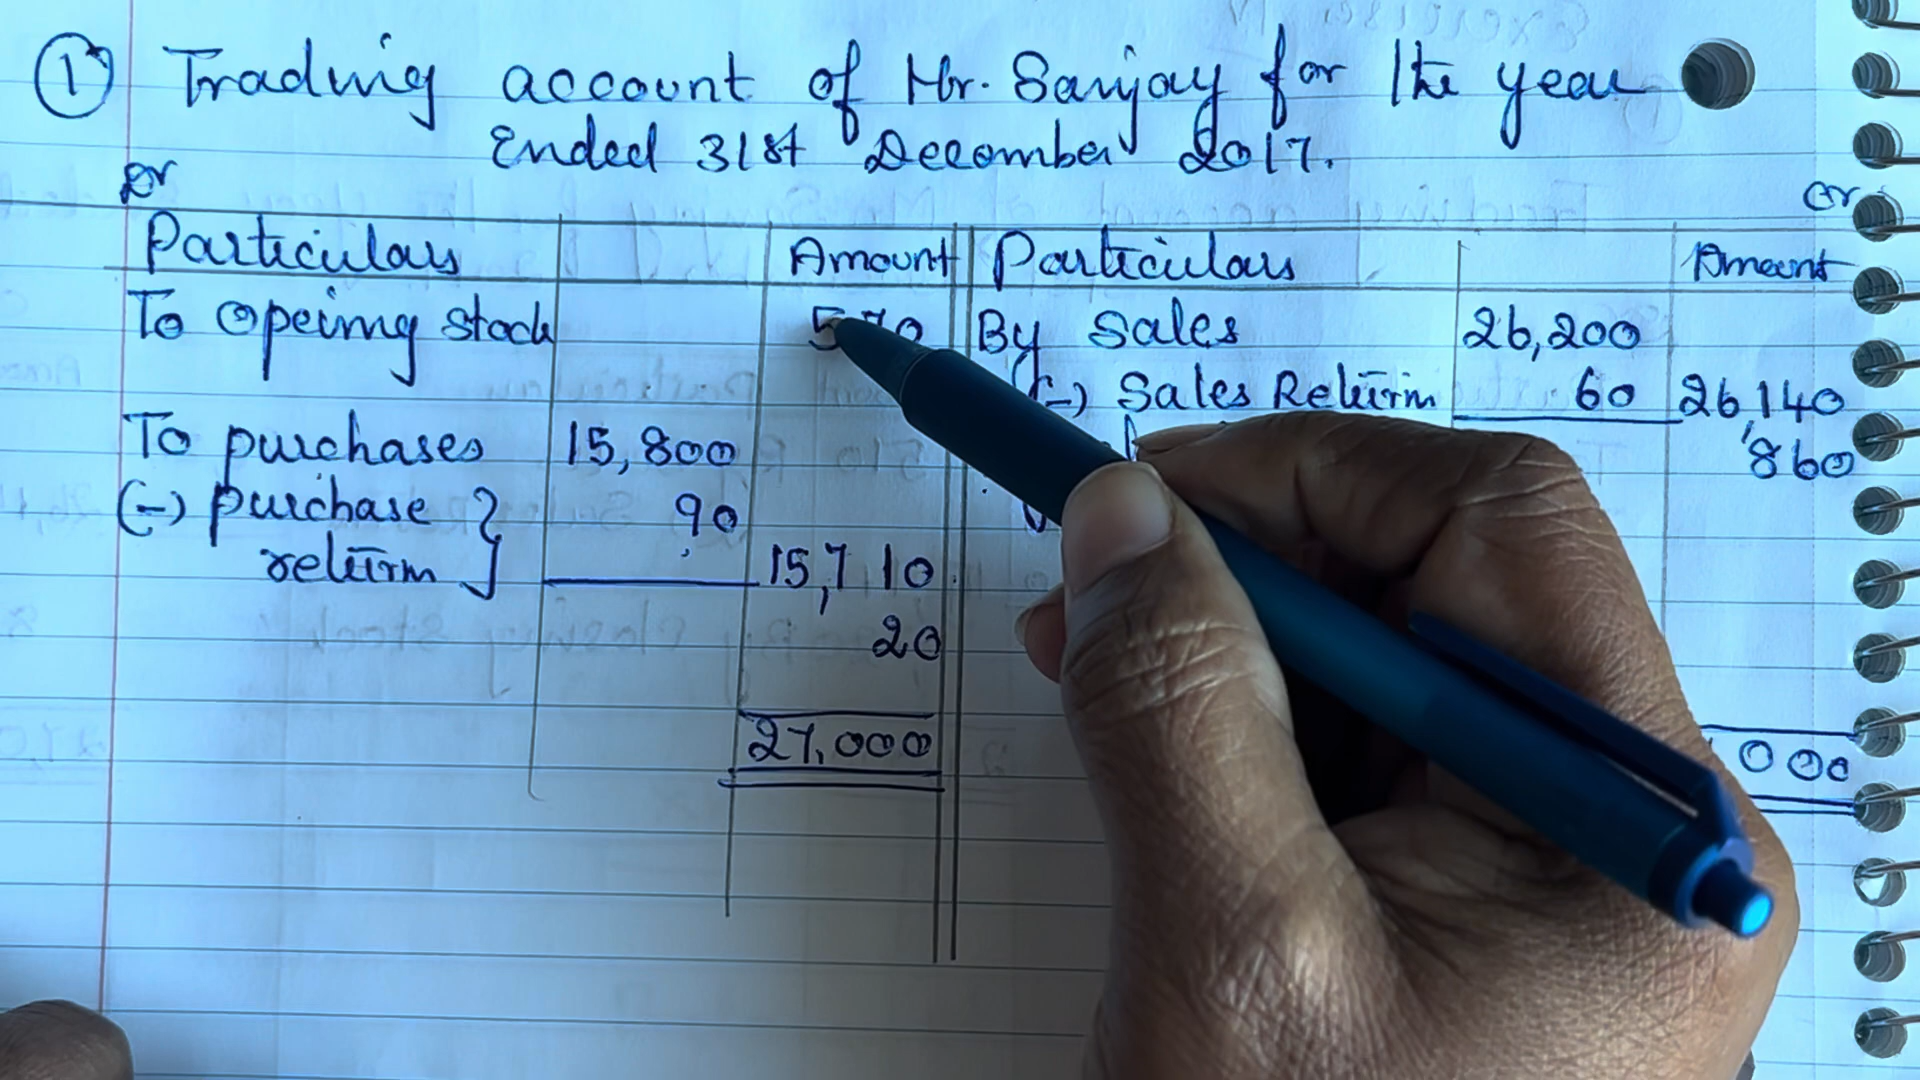 1 Trading account of Mr. Sanjay for the year
Ended 31st December 2017.
Dr
Cr
Particulars Amount Particulars Amount
To Opeimg Stock 570 By Sales 26,200
(-) Sales Return 60 26,140
To purchases 15,800 860
(-) purchase 90
return 15,710
20
27,000 000